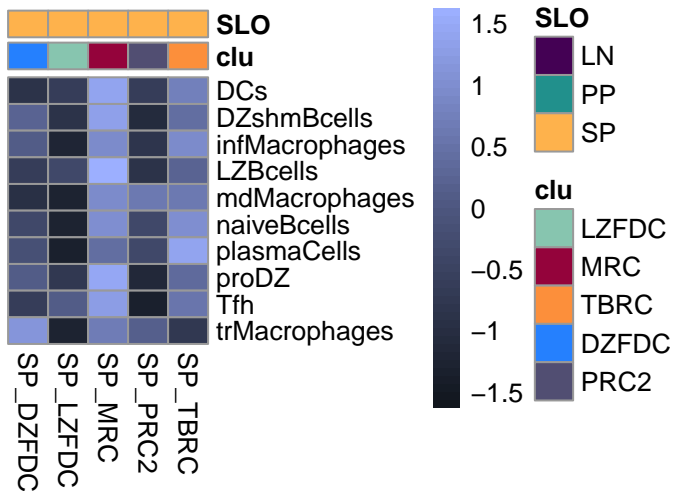 SLO
clu
DCs
DZshmBcells
infMacrophages
LZBcells
mdMacrophages
naiveBcells
plasmaCells
proDZ
Tfh
trMacrophages
SP_DZFDC
SP_LZFDC
SP_MRC
SP_PRC2
SP_TBRC
1.5
1
0.5
0
−0.5
−1
−1.5
SLO
LN
PP
SP
clu
LZFDC
MRC
TBRC
DZFDC
PRC2